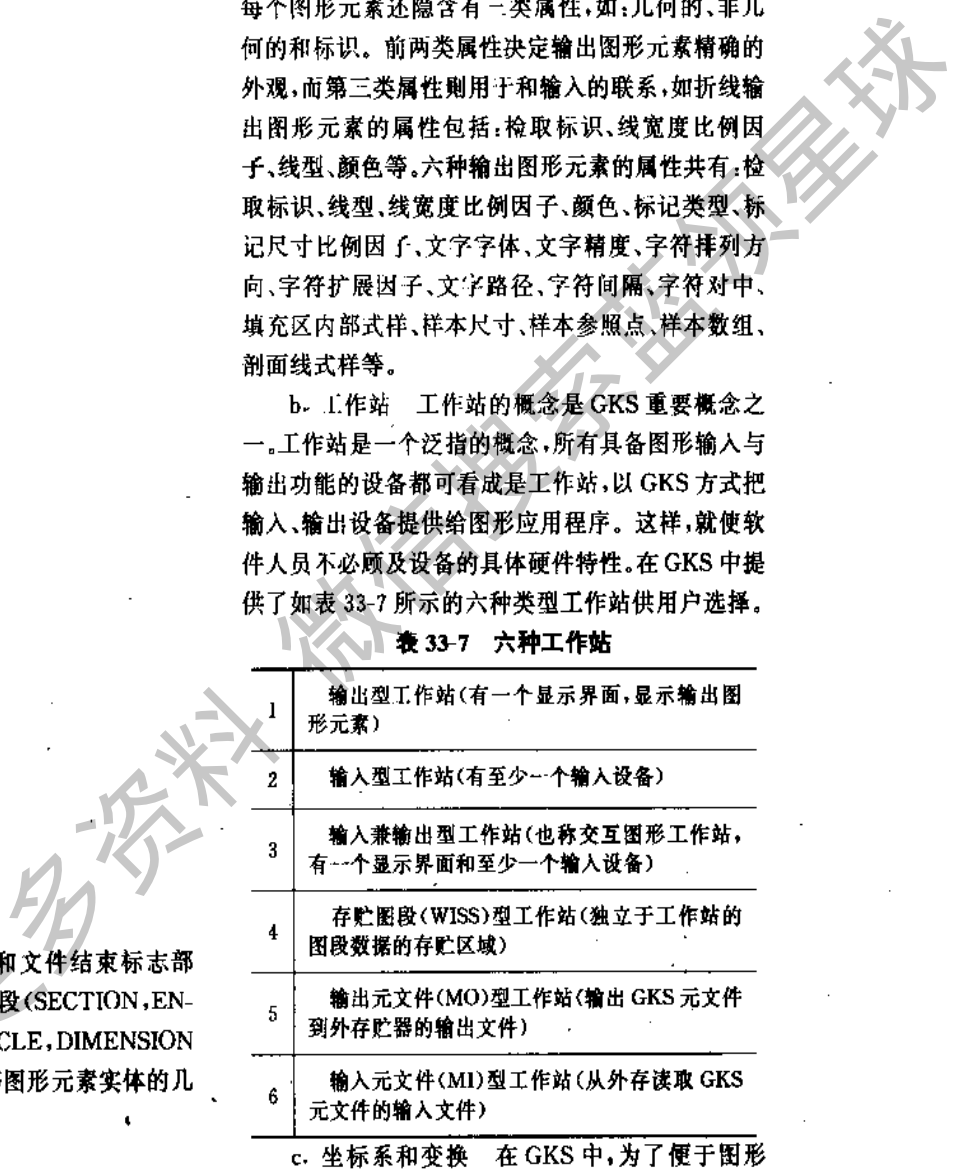 和文件结束标志部
段(SECTION,EN-
CLE,DIMENSION
图形元素实体的几
每个图形元素还隐含有三类属性,如:几何的、非几
何的和标识。前两类属性决定输出图形元素精确的
外观,而第三类属性则用于和输入的联系,如折线输
出图形元素的属性包括:检取标识、线宽度比例因
子、线型、颜色等。六种输出图形元素的属性共有:检
取标识、线型、线宽度比例因子、颜色、标记类型、标
记尺寸比例因子、文字字体、文字精度、字符排列方
向、字符扩展因子、文字路径、字符间隔、字符对中、
填充区内部式样、样本尺寸、样本参照点、样本数组、
剖面线式样等。
b. 工作站 工作站的概念是 GKS 重要概念之
一。工作站是一个泛指的概念,所有具备图形输入与
输出功能的设备都可看成是工作站,以 GKS 方式把
输入、输出设备提供给图形应用程序。这样,就使软
件人员不必顾及设备的具体硬件特性。在 GKS 中提
供了如表 33-7 所示的六种类型工作站供用户选择。
表 33-7 六种工作站
1 输出型工作站(有一个显示界面,显示输出图
形元素)
2 输入型工作站(有至少一个输入设备)
3 输入兼输出型工作站(也称交互图形工作站,
有一个显示界面和至少一个输入设备)
4 存贮图段(WISS)型工作站(独立于工作站的
图段数据的存贮区域)
5 输出元文件(MO)型工作站(输出 GKS 元文件
到外存贮器的输出文件)
6 输入元文件(MI)型工作站(从外存读取 GKS
元文件的输入文件)
c. 坐标系和变换 在 GKS 中,为了便于图形
多资料 微信搜索蓝领星球